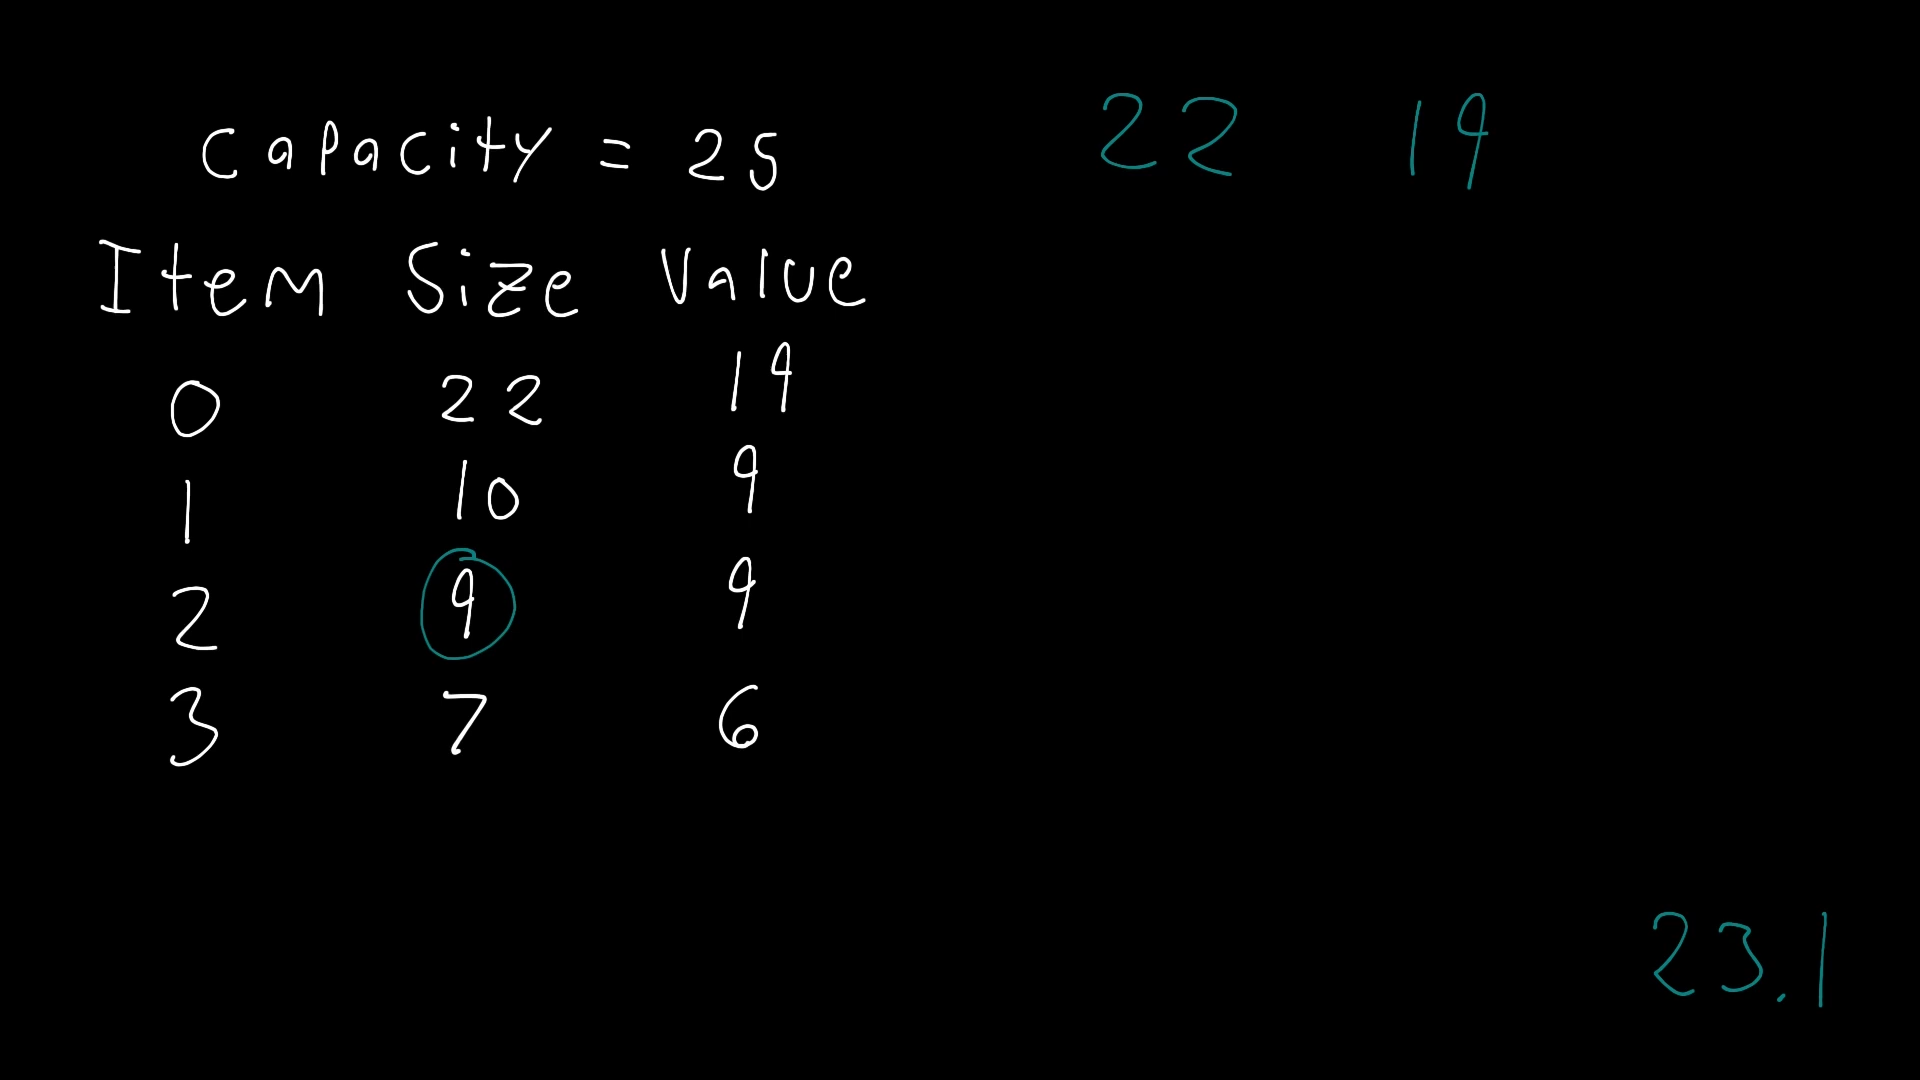 Capacity = 25
22 19
Item Size Value
0 22 19
1 10 9
2 9 9
3 7 6
23.1